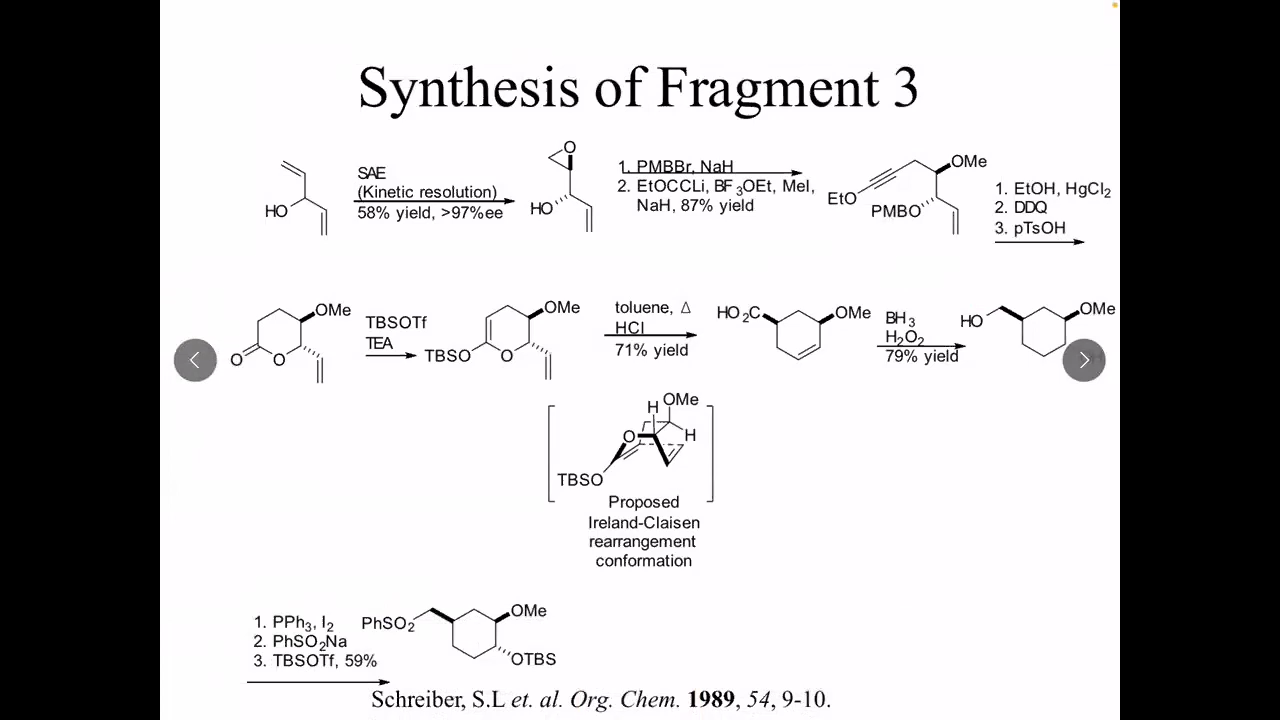 Synthesis of Fragment 3
HO
SAE
(Kinetic resolution)
58% yield, >97%ee
O
HO
1. PMBBr, NaH
2. EtOCCLi, BF3OEt, MeI,
NaH, 87% yield
OMe
EtO
PMBO
1. EtOH, HgCl2
2. DDQ
3. pTsOH
OMe
O
O
TBSOTf
TEA
OMe
TBSO
O
toluene, Δ
HCl
71% yield
HO2C
OMe
BH3
H2O2
79% yield
HO
OMe
H
OMe
O
H
TBSO
Proposed
Ireland-Claisen
rearrangement
conformation
1. PPh3, I2
2. PhSO2Na
3. TBSOTf, 59%
PhSO2
OMe
OTBS
Schreiber, S.L et. al. Org. Chem. 1989, 54, 9-10.